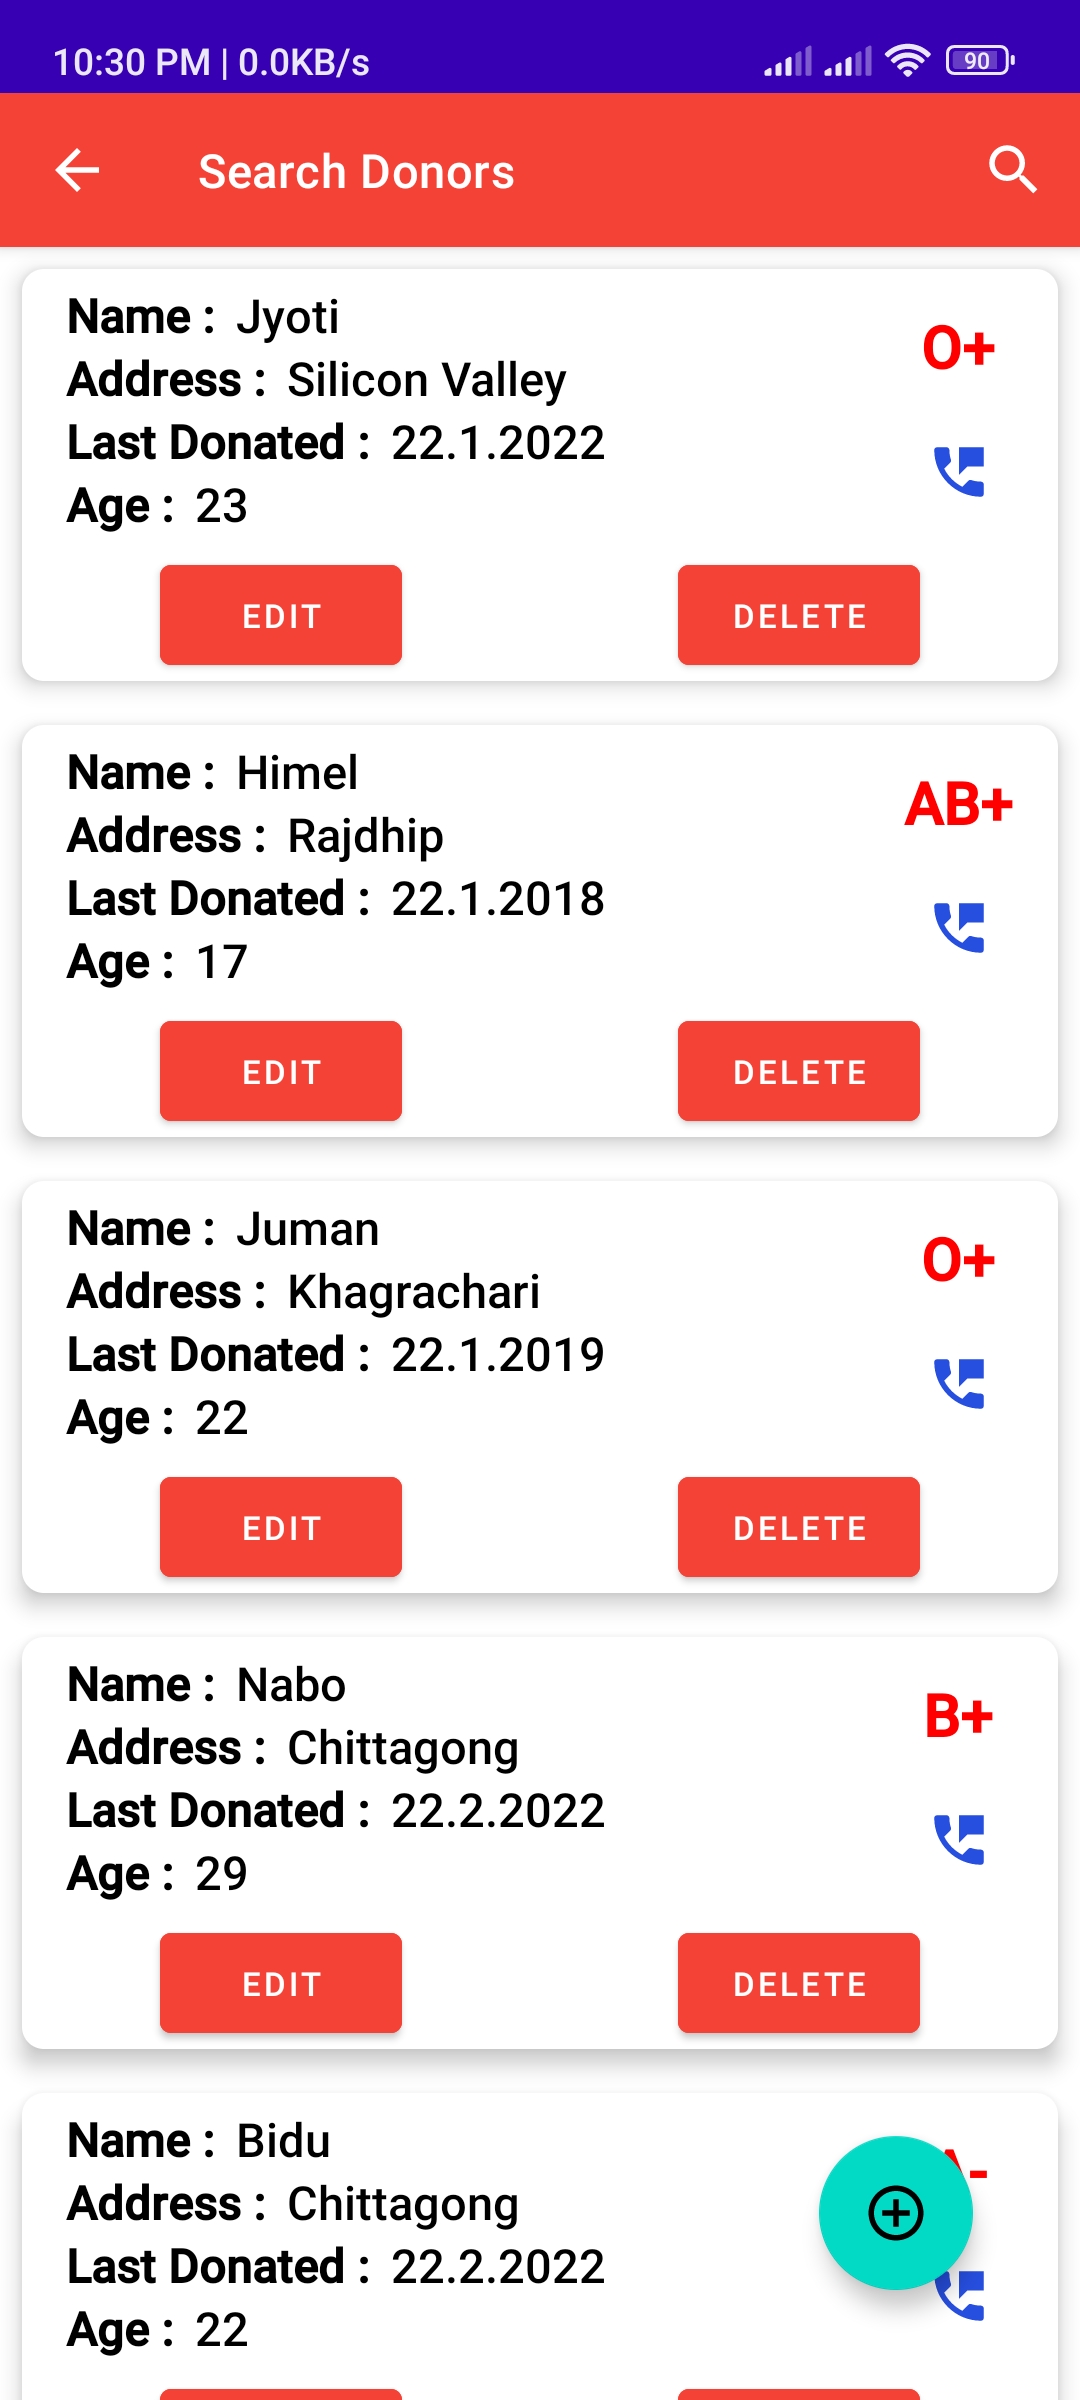 10:30 PM | 0.0KB/s
90
Search Donors
Name : Jyoti
O+
Address : Silicon Valley
Last Donated : 22.1.2022
Age : 23
EDIT
DELETE
Name : Himel
AB+
Address : Rajdhip
Last Donated : 22.1.2018
Age : 17
EDIT
DELETE
Name : Juman
O+
Address : Khagrachari
Last Donated : 22.1.2019
Age : 22
EDIT
DELETE
Name : Nabo
B+
Address : Chittagong
Last Donated : 22.2.2022
Age : 29
EDIT
DELETE
Name : Bidu
Address : Chittagong
Last Donated : 22.2.2022
Age : 22